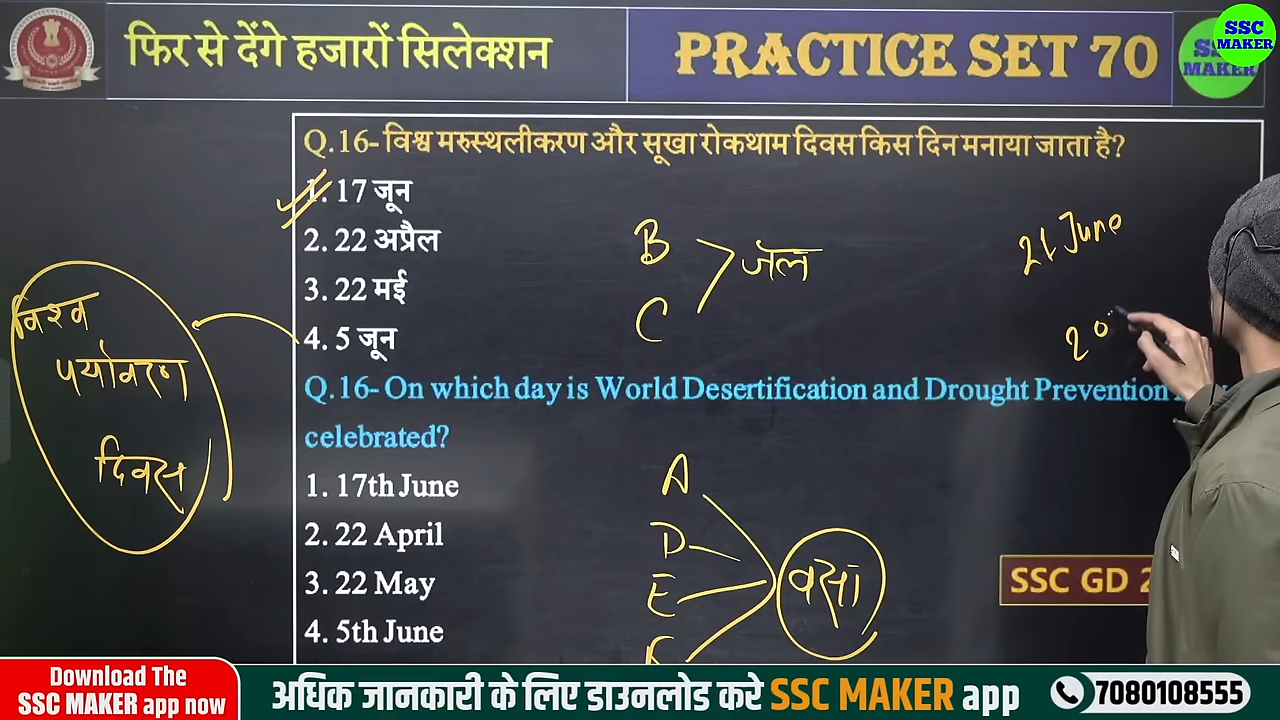 फिर से देंगे हजारों सिलेक्शन
PRACTICE SET 70
SSC
MAKER
Q.16- विश्व मरुस्थलीकरण और सूखा रोकथाम दिवस किस दिन मनाया जाता है?
1. 17 जून
2. 22 अप्रैल
3. 22 मई
4. 5 जून
B
C
जल
21 June
20
विश्व
पर्यावरण
दिवस
Q.16- On which day is World Desertification and Drought Prevention
celebrated?
1. 17th June
2. 22 April
3. 22 May
4. 5th June
A
D
E
K
वसा
SSC GD 2
Download The
SSC MAKER app now
अधिक जानकारी के लिए डाउनलोड करे SSC MAKER app
7080108555